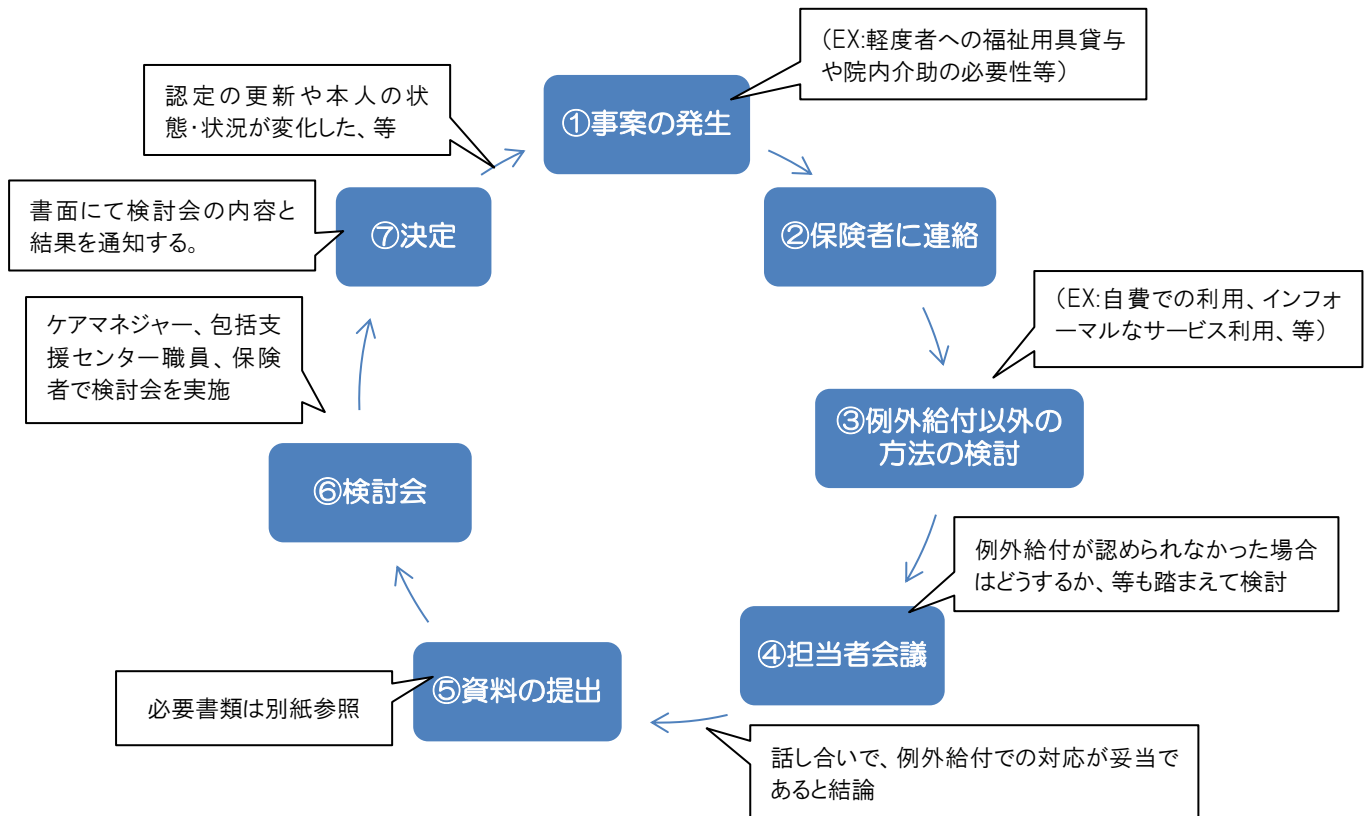 ①事案の発生
(EX:軽度者への福祉用具貸与
や院内介助の必要性等)
②保険者に連絡
③例外給付以外の
方法の検討
(EX:自費での利用、インフォ
ーマルなサービス利用、等)
④担当者会議
例外給付が認められなかった場合
はどうするか、等も踏まえて検討
話し合いで、例外給付での対応が妥当で
あると結論
⑤資料の提出
必要書類は別紙参照
⑥検討会
ケアマネジャー、包括支
援センター職員、保険
者で検討会を実施
⑦決定
書面にて検討会の内容と
結果を通知する。
認定の更新や本人の状
態・状況が変化した、等